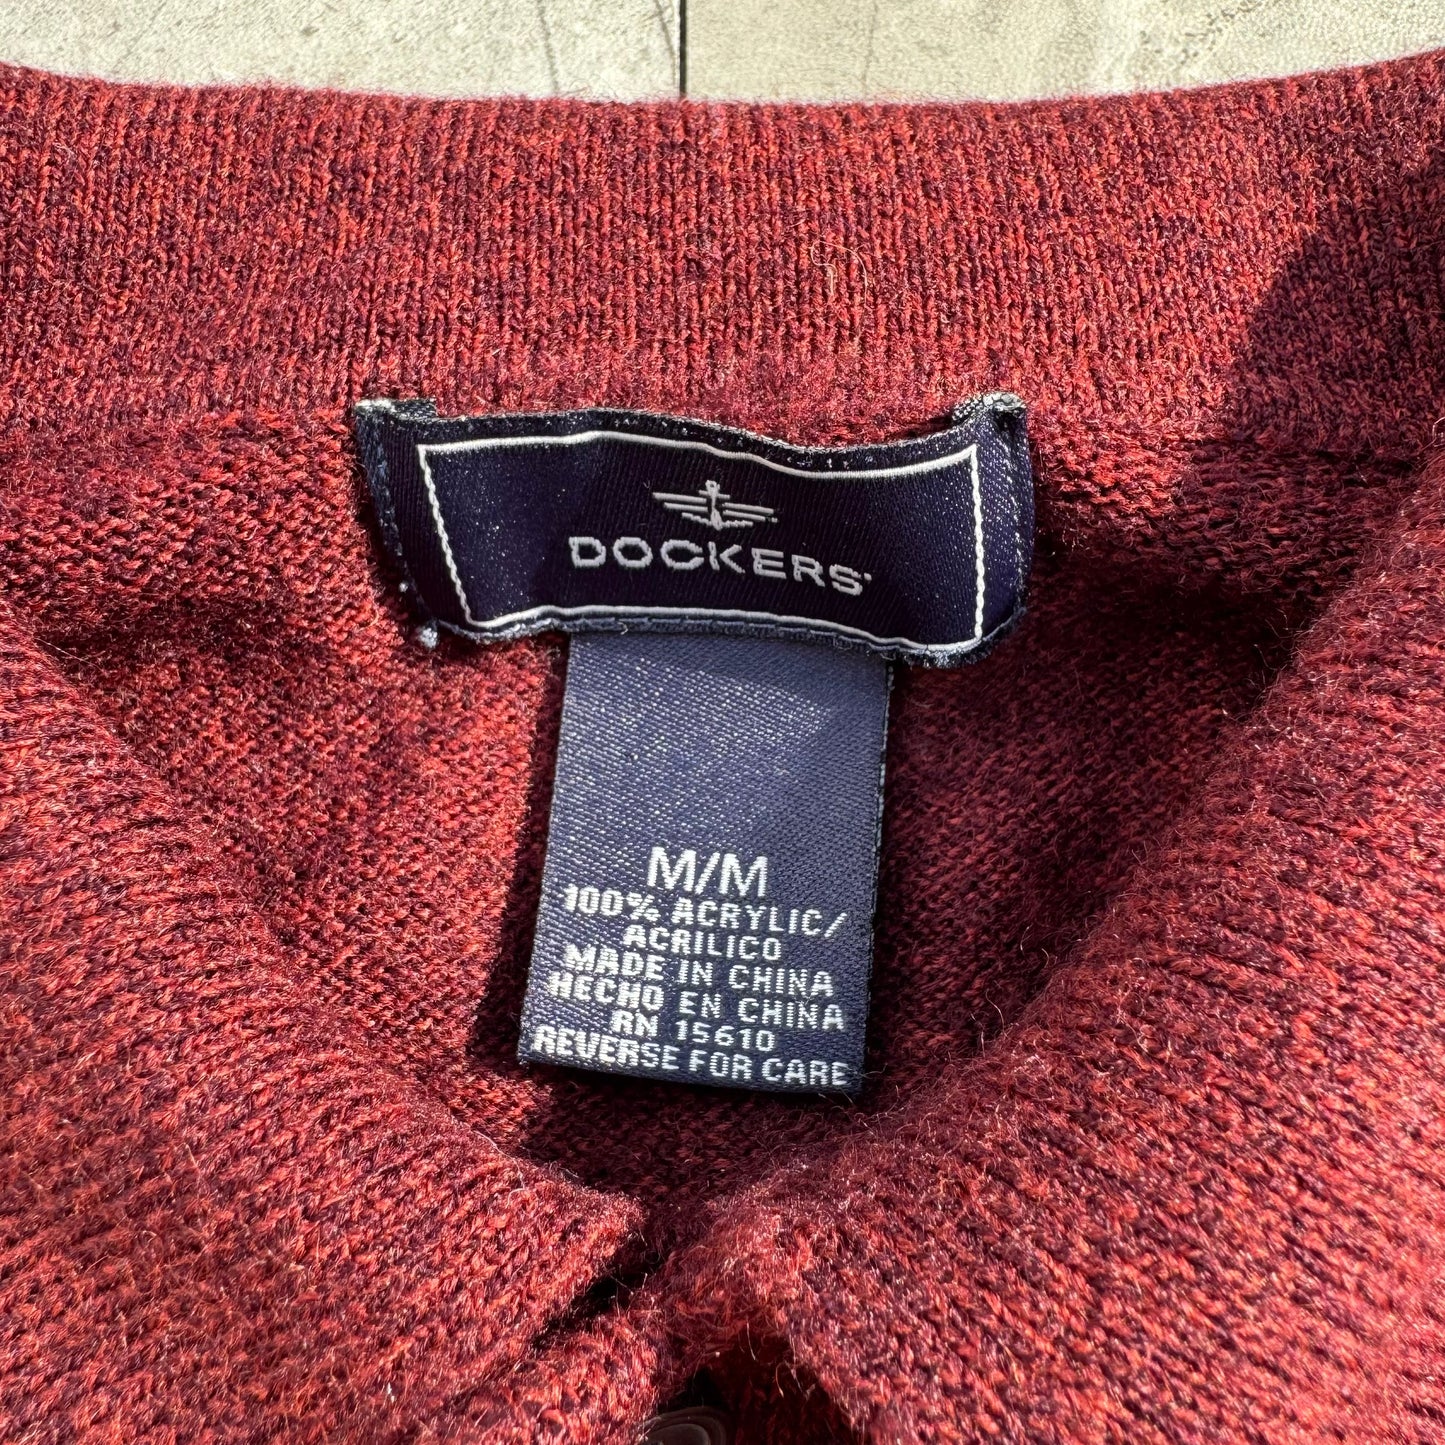 DOCKERS
M/M
100% ACRYLIC/
ACRILICO
MADE IN CHINA
HECHO EN CHINA
RN 15610
REVERSE FOR CARE